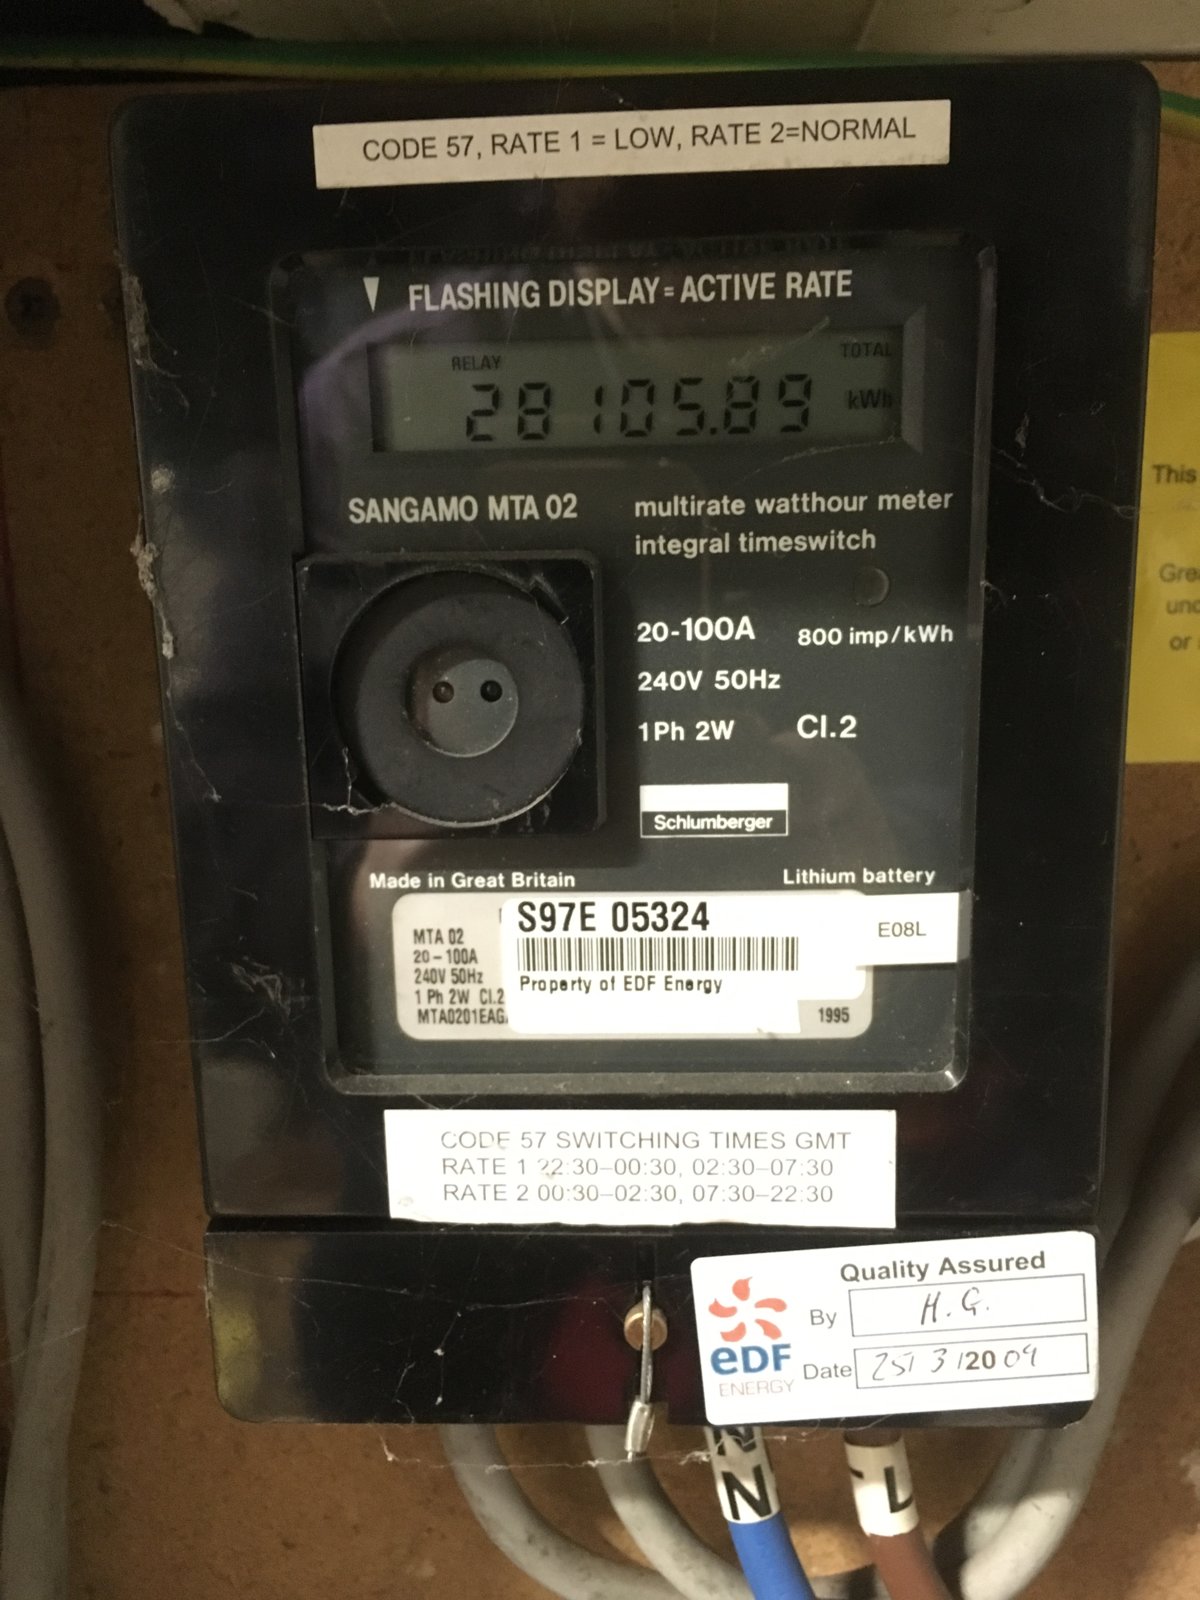 CODE 57, RATE 1 = LOW, RATE 2=NORMAL
FLASHING DISPLAY = ACTIVE RATE
RELAY TOTAL
28105.89 kWh
SANGAMO MTA 02
multirate watthour meter
integral timeswitch
20-100A 800 imp/kWh
240V 50Hz
1Ph 2W Cl.2
Schlumberger
Made in Great Britain
Lithium battery
S97E 05324
E08L
Property of EDF Energy
MTA 02
20-100A
240V 50Hz
1 Ph 2W Cl.2
MTA0201EAG
1995
CODE 57 SWITCHING TIMES GMT
RATE 1 22:30-00:30, 02:30-07:30
RATE 2 00:30-02:30, 07:30-22:30
Quality Assured
By H.G.
Date 25/3/2009
eDF
ENERGY
N
N
L
This
or